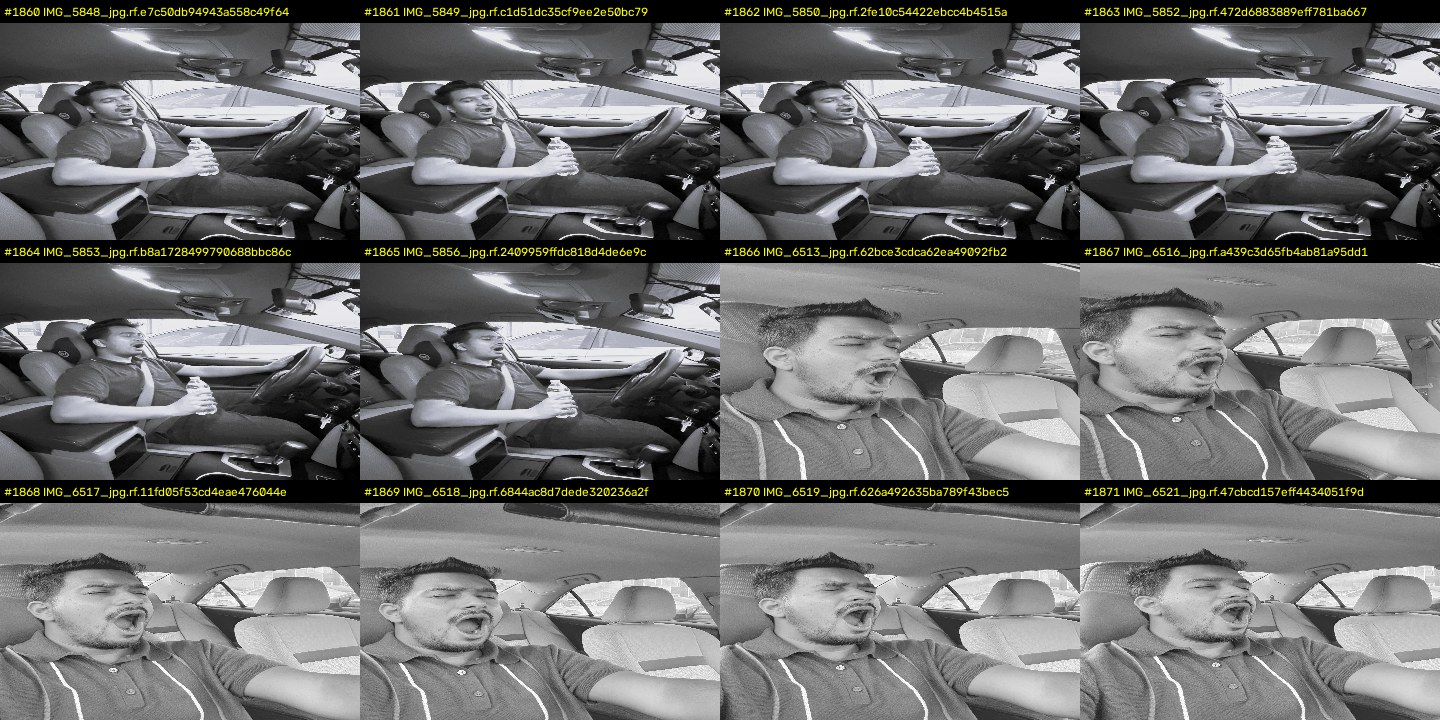 #1860 IMG_5848_jpg.rf.e7c50db94943a558c49f64
#1861 IMG_5849_jpg.rf.c1d51dc35cf9ee2e50bc79
#1862 IMG_5850_jpg.rf.2fe10c54422ebcc4b4515a
#1863 IMG_5852_jpg.rf.472d6883889eff781ba667
#1864 IMG_5853_jpg.rf.b8a1728499790688bbc86c
#1865 IMG_5856_jpg.rf.2409959ffdc818d4de6e9c
#1866 IMG_6513_jpg.rf.62bce3cdca62ea49092fb2
#1867 IMG_6516_jpg.rf.a439c3d65fb4ab81a95dd1
#1868 IMG_6517_jpg.rf.11fd05f53cd4eae476044e
#1869 IMG_6518_jpg.rf.6844ac8d7dede320236a2f
#1870 IMG_6519_jpg.rf.626a492635ba789f43bec5
#1871 IMG_6521_jpg.rf.47cbcd157eff4434051f9d